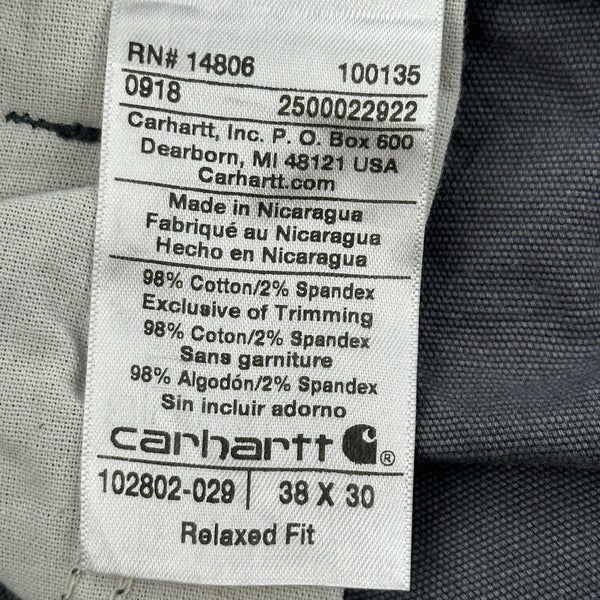 RN# 14806 100135
0918 2500022922
Carhartt, Inc. P. O. Box 600
Dearborn, MI 48121 USA
Carhartt.com
Made in Nicaragua
Fabriqué au Nicaragua
Hecho en Nicaragua
98% Cotton/2% Spandex
Exclusive of Trimming
98% Coton/2% Spandex
Sans garniture
98% Algodón/2% Spandex
Sin incluir adorno
carhartt ®
102802-029 38 X 30
Relaxed Fit